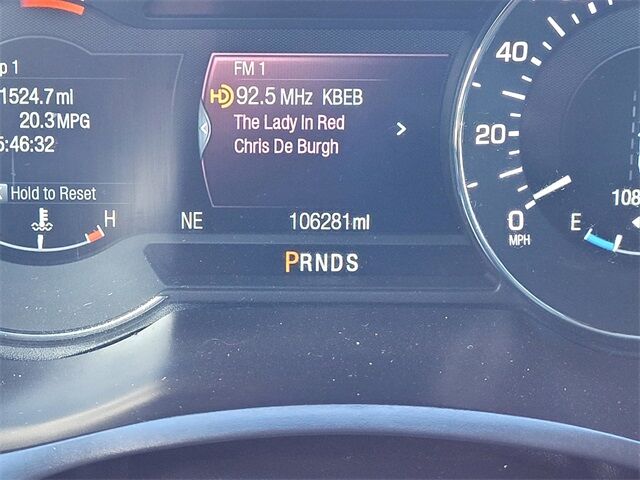 p 1
1524.7 mi
20.3 MPG
5:46:32
Hold to Reset
H
FM 1
HD 92.5 MHz KBEB
The Lady In Red
Chris De Burgh
NE 106281 mi
PRNDS
40
20
0
MPH
108
E